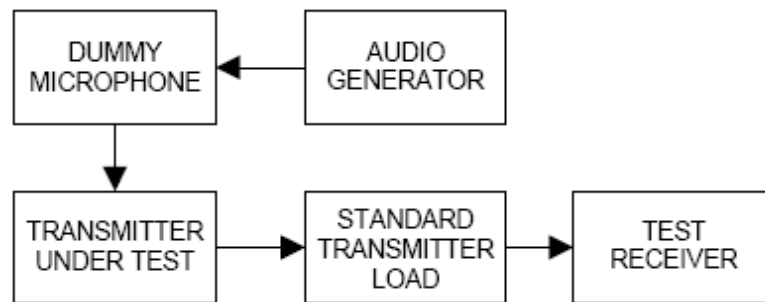 DUMMY
MICROPHONE
AUDIO
GENERATOR
TRANSMITTER
UNDER TEST
STANDARD
TRANSMITTER
LOAD
TEST
RECEIVER